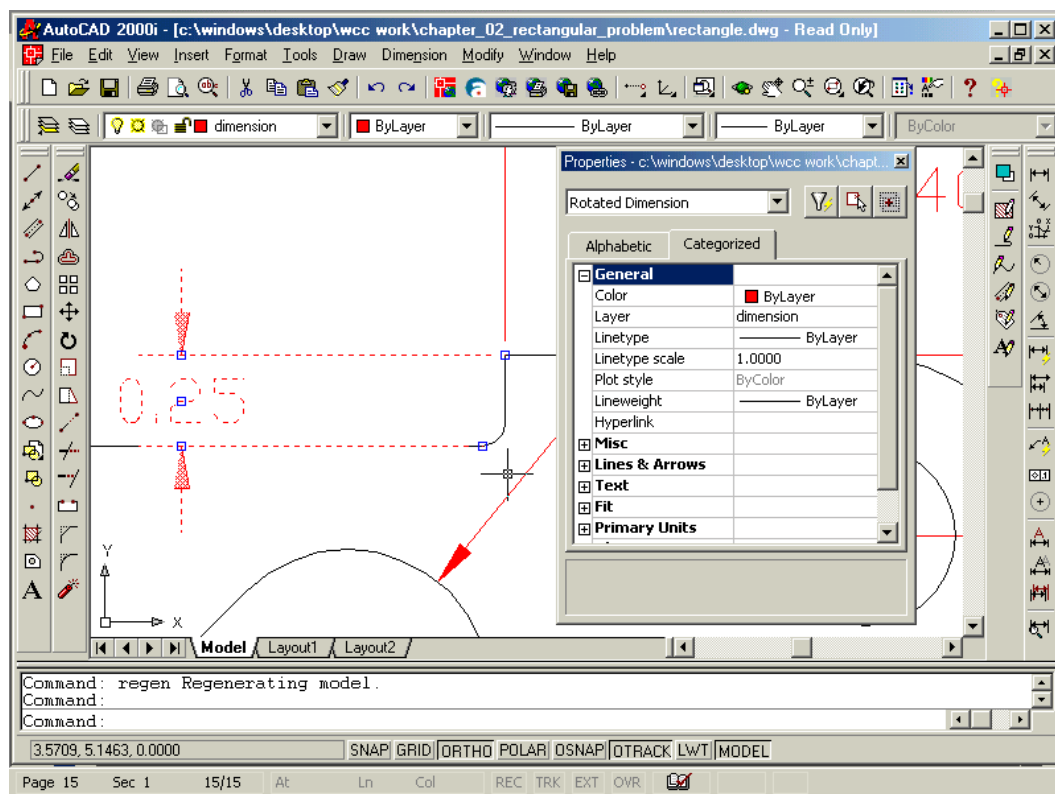 AutoCAD 2000i - [c:\windows\desktop\wcc work\chapter_02_rectangular_problem\rectangle.dwg - Read Only]
File Edit View Insert Format Tools Draw Dimension Modify Window Help
dimension ByLayer ByLayer ByLayer ByColor
Properties - c:\windows\desktop\wcc work\chapt...
Rotated Dimension
Alphabetic Categorized
General
Color ByLayer
Layer dimension
Linetype ByLayer
Linetype scale 1.0000
Plot style ByColor
Lineweight ByLayer
Hyperlink
Misc
Lines & Arrows
Text
Fit
Primary Units
0.25
Y
X
A
Model Layout1 Layout2
Command: regen Regenerating model.
Command:
Command:
3.5709, 5.1463, 0.0000 SNAP GRID ORTHO POLAR OSNAP OTRACK LWT MODEL
Page 15 Sec 1 15/15 At Ln Col REC TRK EXT OVR